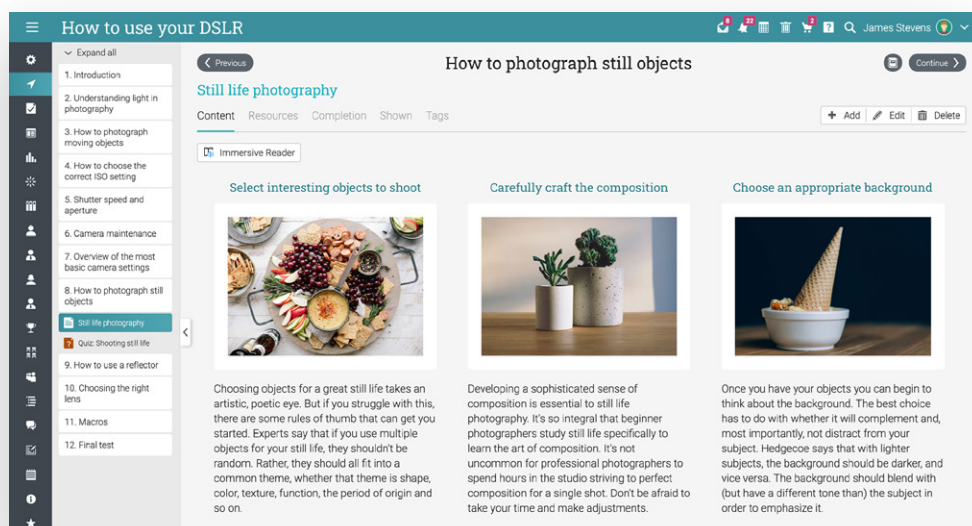 How to use your DSLR
8
22
2
James Stevens
Expand all
1. Introduction
2. Understanding light in
photography
3. How to photograph
moving objects
4. How to choose the
correct ISO setting
5. Shutter speed and
aperture
6. Camera maintenance
7. Overview of the most
basic camera settings
8. How to photograph still
objects
Still life photography
Quiz: Shooting still life
9. How to use a reflector
10. Choosing the right
lens
11. Macros
12. Final test
Previous
How to photograph still objects
Continue
Still life photography
Content Resources Completion Shown Tags
Add Edit Delete
Immersive Reader
Select interesting objects to shoot
Choosing objects for a great still life takes an
artistic, poetic eye. But if you struggle with this,
there are some rules of thumb that can get you
started. Experts say that if you use multiple
objects for your still life, they shouldn't be
random. Rather, they should all fit into a
common theme, whether that theme is shape,
color, texture, function, the period of origin and
so on.
Carefully craft the composition
Developing a sophisticated sense of
composition is essential to still life
photography. It's so integral that beginner
photographers study still life specifically to
learn the art of composition. It's not
uncommon for professional photographers to
spend hours in the studio striving to perfect
composition for a single shot. Don't be afraid to
take your time and make adjustments.
Choose an appropriate background
Once you have your objects you can begin to
think about the background. The best choice
has to do with whether it will complement and,
most importantly, not distract from your
subject. Hedgecoe says that with lighter
subjects, the background should be darker, and
vice versa. The background should blend with
(but have a different tone than) the subject in
order to emphasize it.